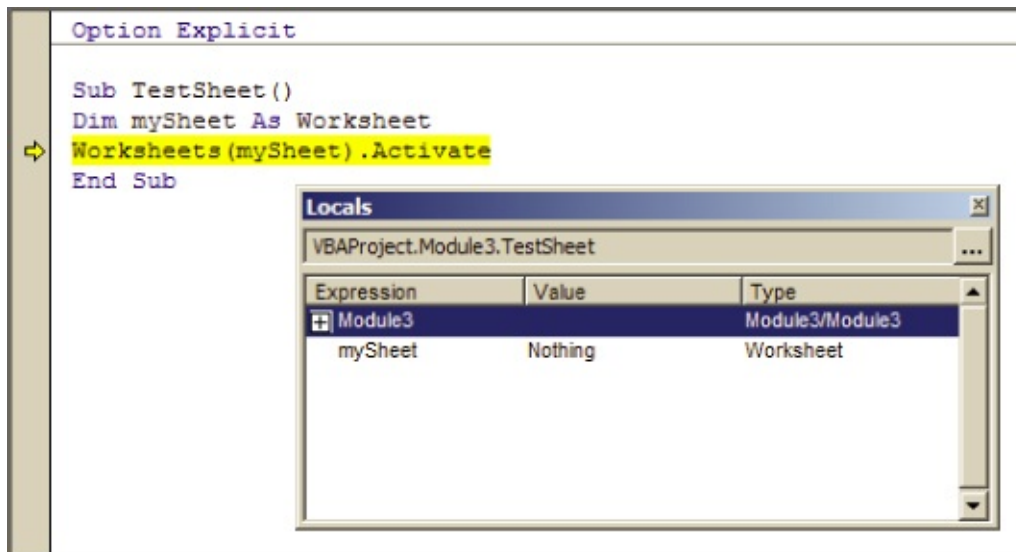 Option Explicit
Sub TestSheet()
Dim mySheet As Worksheet
Worksheets(mySheet).Activate
End Sub
Locals
VBAProject.Module3.TestSheet
...
Expression Value Type
Module3 Module3/Module3
mySheet Nothing Worksheet